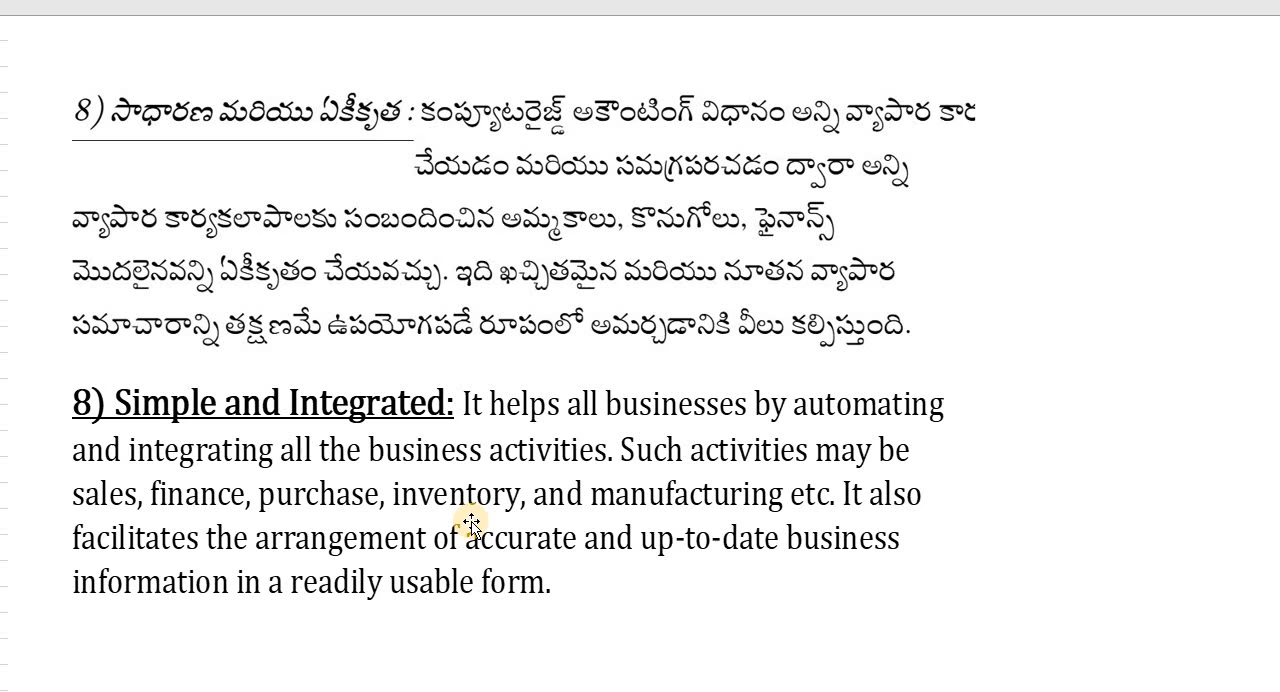 8) సాధారణ మరియు ఏకీకృత : కంప్యూటరైజ్డ్ అకౌంటింగ్ విధానం అన్ని వ్యాపార
చేయడం మరియు సమగ్రపరచడం ద్వారా అన్ని
వ్యాపార కార్యకలాపాలకు సంబందించిన అమ్మకాలు, కొనుగోలు, ఫైనాన్స్
మొదలైనవన్ని ఏకీకృతం చేయవచ్చు. ఇది ఖచ్చితమైన మరియు నూతన వ్యాపార
సమాచారాన్ని తక్షణమే ఉపయోగపడే రూపంలో అమర్చడానికి వీలు కల్పిస్తుంది.
8) Simple and Integrated: It helps all businesses by automating
and integrating all the business activities. Such activities may be
sales, finance, purchase, inventory, and manufacturing etc. It also
facilitates the arrangement of accurate and up-to-date business
information in a readily usable form.